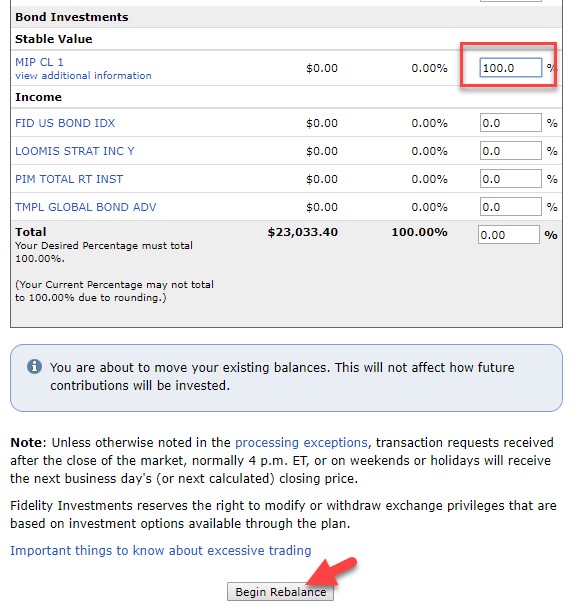 Bond Investments
Stable Value
MIP CL 1 $0.00 0.00% 100.0 %
view additional information
Income
FID US BOND IDX $0.00 0.00% 0.0 %
LOOMIS STRAT INC Y $0.00 0.00% 0.0 %
PIM TOTAL RT INST $0.00 0.00% 0.0 %
TMPL GLOBAL BOND ADV $0.00 0.00% 0.0 %
Total $23,033.40 100.00% 0.00 %
Your Desired Percentage must total
100.00%.
(Your Current Percentage may not total
to 100.00% due to rounding.)
You are about to move your existing balances. This will not affect how future
contributions will be invested.
Note: Unless otherwise noted in the processing exceptions, transaction requests received
after the close of the market, normally 4 p.m. ET, or on weekends or holidays will receive
the next business day's (or next calculated) closing price.
Fidelity Investments reserves the right to modify or withdraw exchange privileges that are
based on investment options available through the plan.
Important things to know about excessive trading
Begin Rebalance